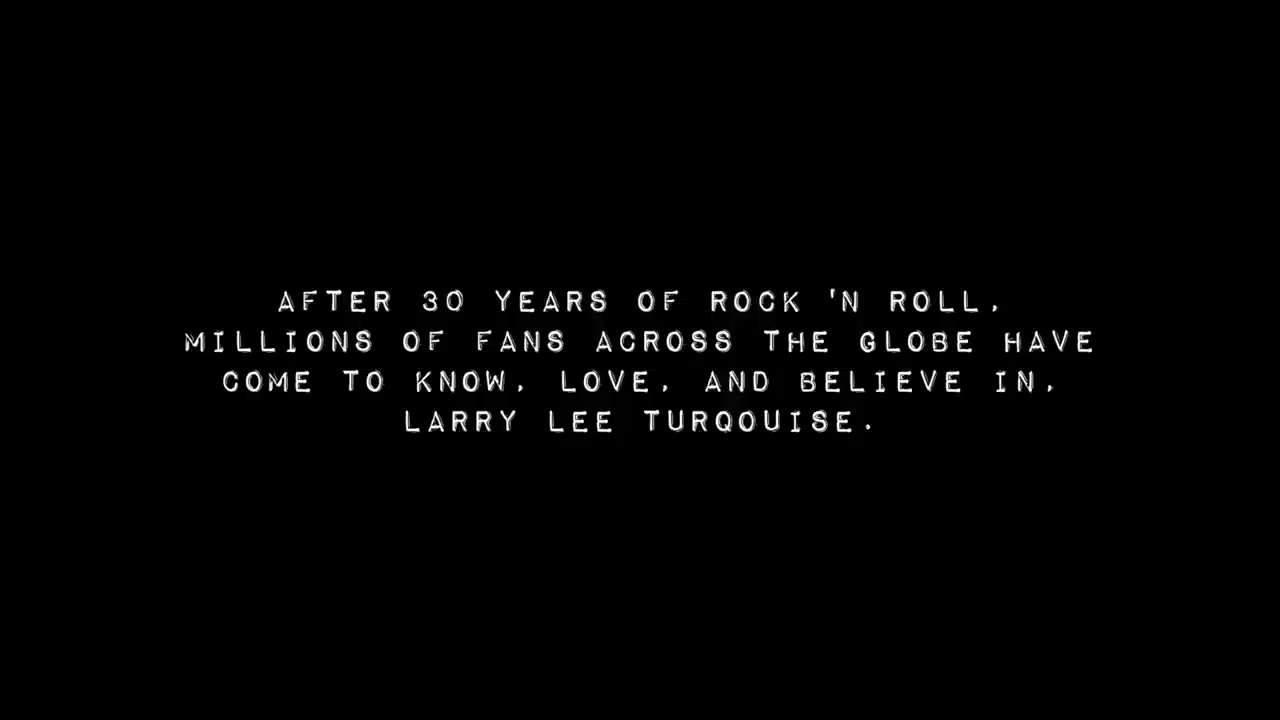 AFTER 30 YEARS OF ROCK 'N ROLL,
MILLIONS OF FANS ACROSS THE GLOBE HAVE
COME TO KNOW, LOVE, AND BELIEVE IN,
LARRY LEE TURQOUISE.